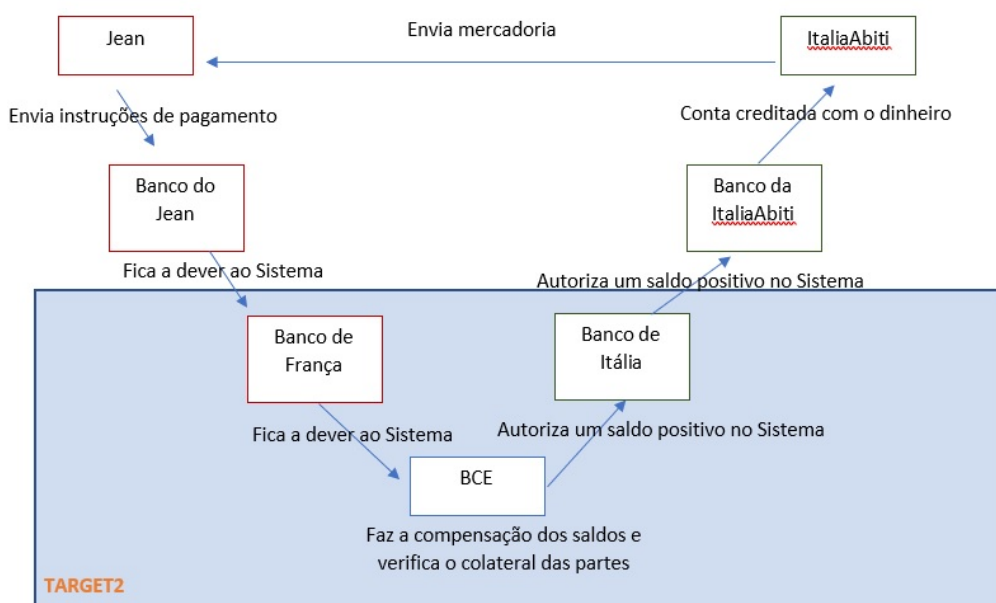 Jean
Envia mercadoria
ItaliaAbiti
Envia instruções de pagamento
Conta creditada com o dinheiro
Banco do
Jean
Banco da
ItaliaAbiti
Fica a dever ao Sistema
Autoriza um saldo positivo no Sistema
Banco de
França
Banco de
Itália
Fica a dever ao Sistema
Autoriza um saldo positivo no Sistema
BCE
Faz a compensação dos saldos e
verifica o colateral das partes
TARGET2